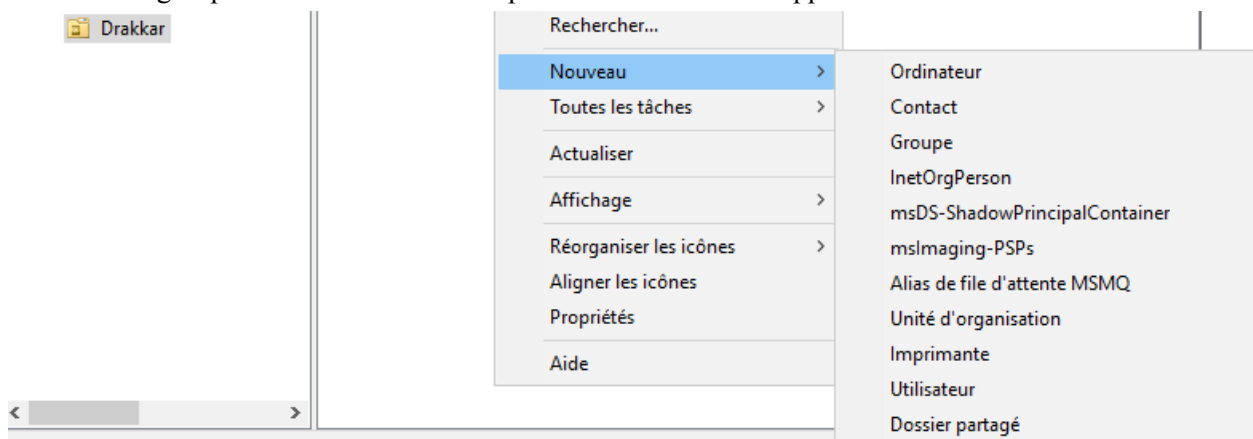 Drakkar
Rechercher...
Nouveau
Toutes les tâches
Actualiser
Affichage
Réorganiser les icônes
Aligner les icônes
Propriétés
Aide
Ordinateur
Contact
Groupe
InetOrgPerson
msDS-ShadowPrincipalContainer
msImaging-PSPs
Alias de file d'attente MSMQ
Unité d'organisation
Imprimante
Utilisateur
Dossier partagé